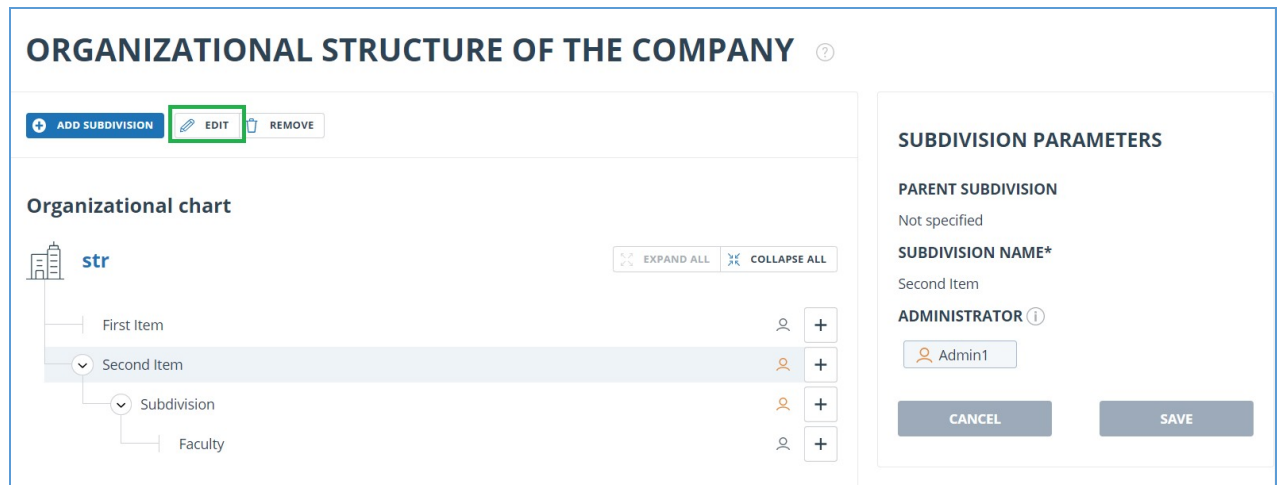 ORGANIZATIONAL STRUCTURE OF THE COMPANY ?
ADD SUBDIVISION EDIT REMOVE
Organizational chart
str
EXPAND ALL COLLAPSE ALL
First Item
Second Item
Subdivision
Faculty
SUBDIVISION PARAMETERS
PARENT SUBDIVISION
Not specified
SUBDIVISION NAME*
Second Item
ADMINISTRATOR i
Admin1
CANCEL SAVE